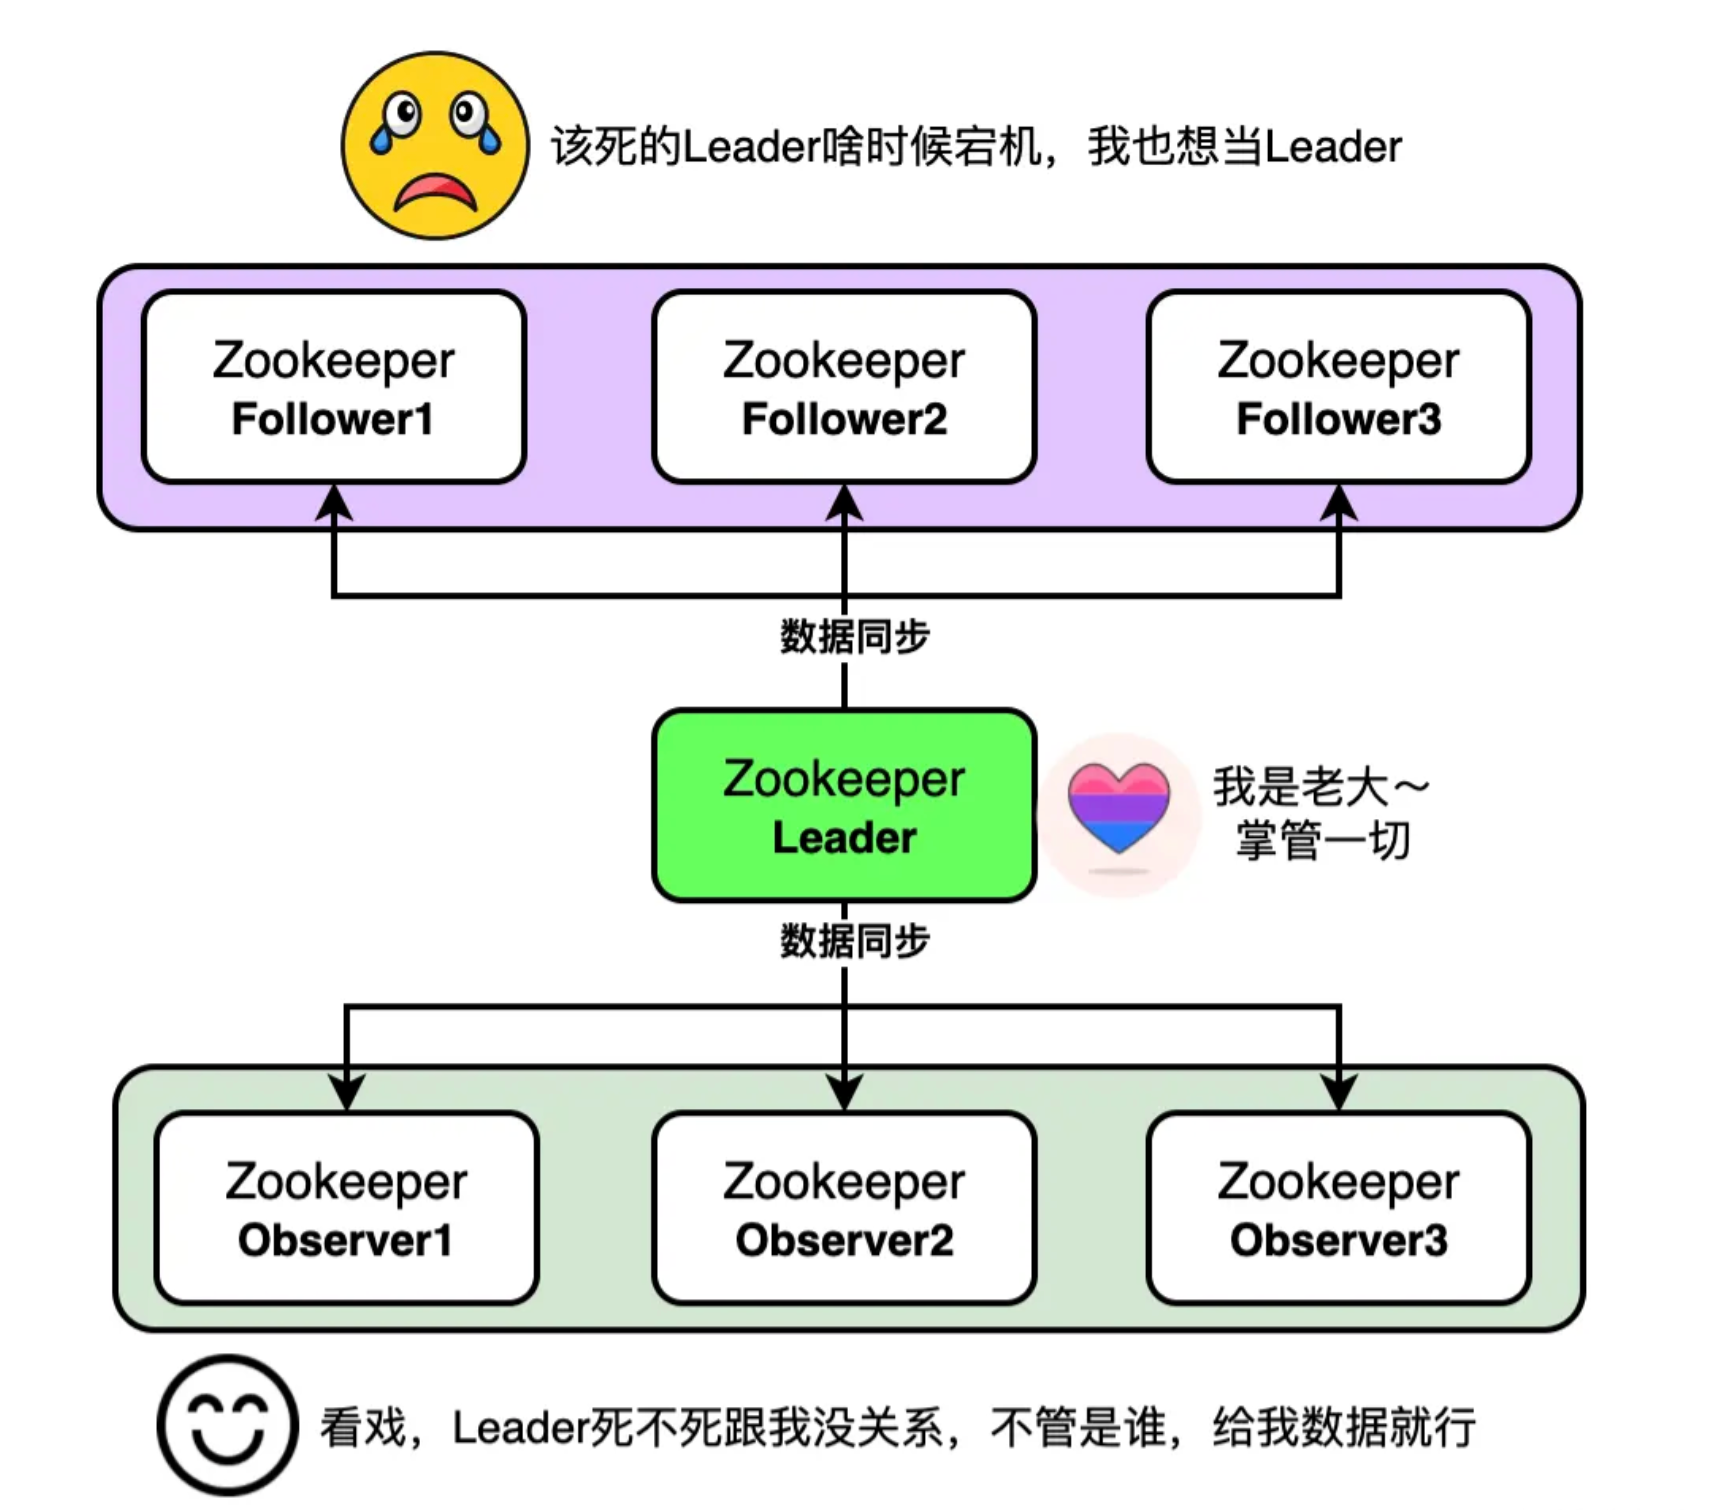 该死的Leader啥时候宕机，我也想当Leader
Zookeeper
Follower1
Zookeeper
Follower2
Zookeeper
Follower3
数据同步
Zookeeper
Leader
我是老大～
掌管一切
数据同步
Zookeeper
Observer1
Zookeeper
Observer2
Zookeeper
Observer3
看戏，Leader死不死跟我没关系，不管是谁，给我数据就行